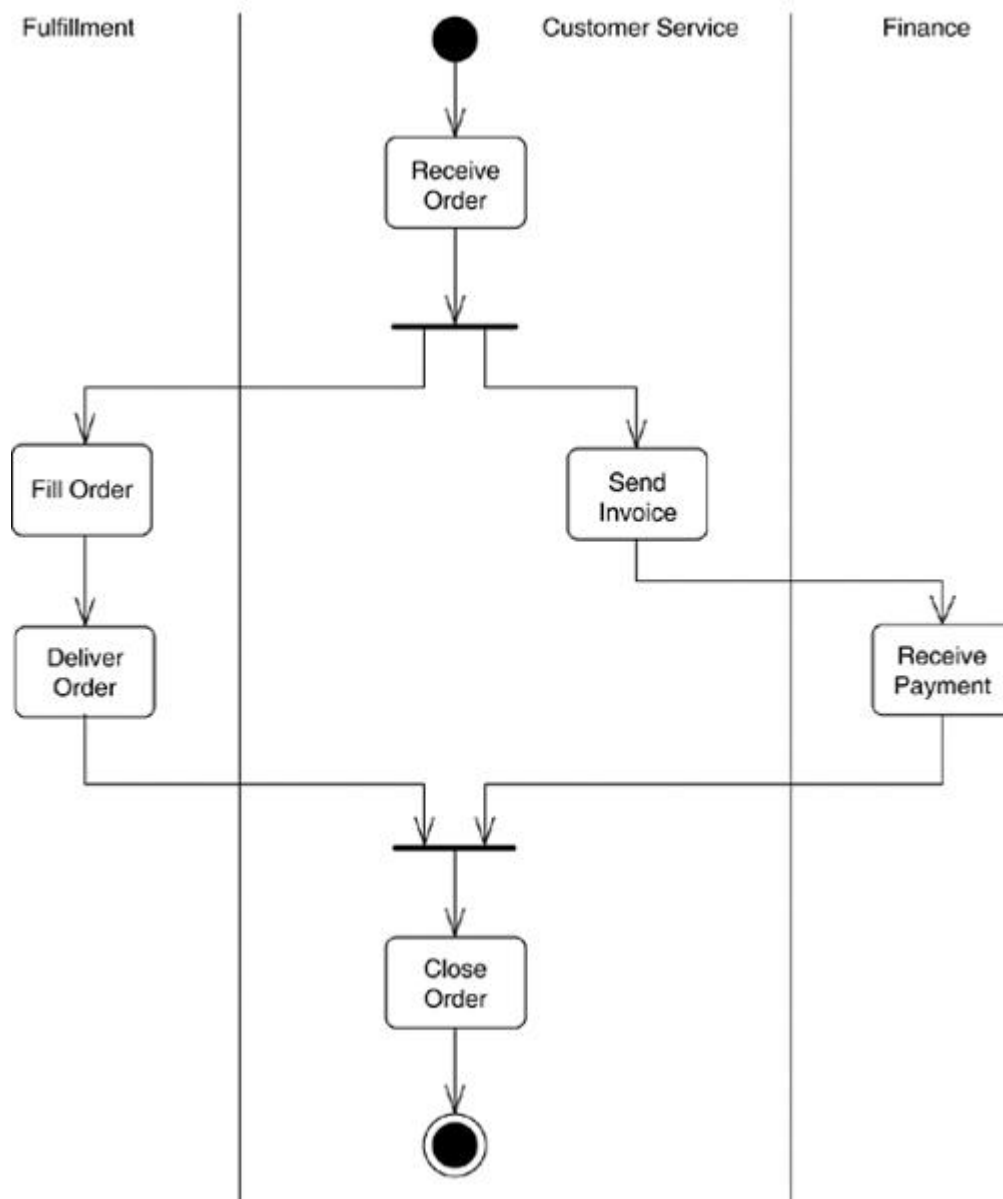 Fulfillment
Customer Service
Finance
Receive
Order
Fill Order
Send
Invoice
Deliver
Order
Receive
Payment
Close
Order